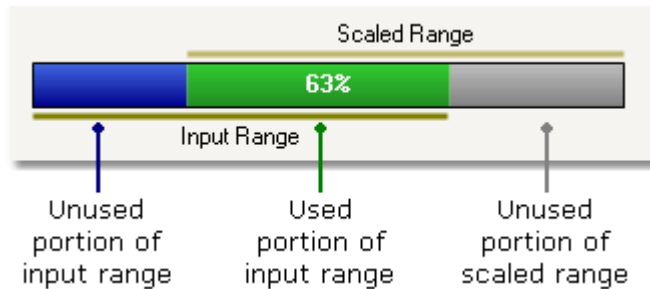 Scaled Range
63%
Input Range
Unused
portion of
input range
Used
portion of
input range
Unused
portion of
scaled range